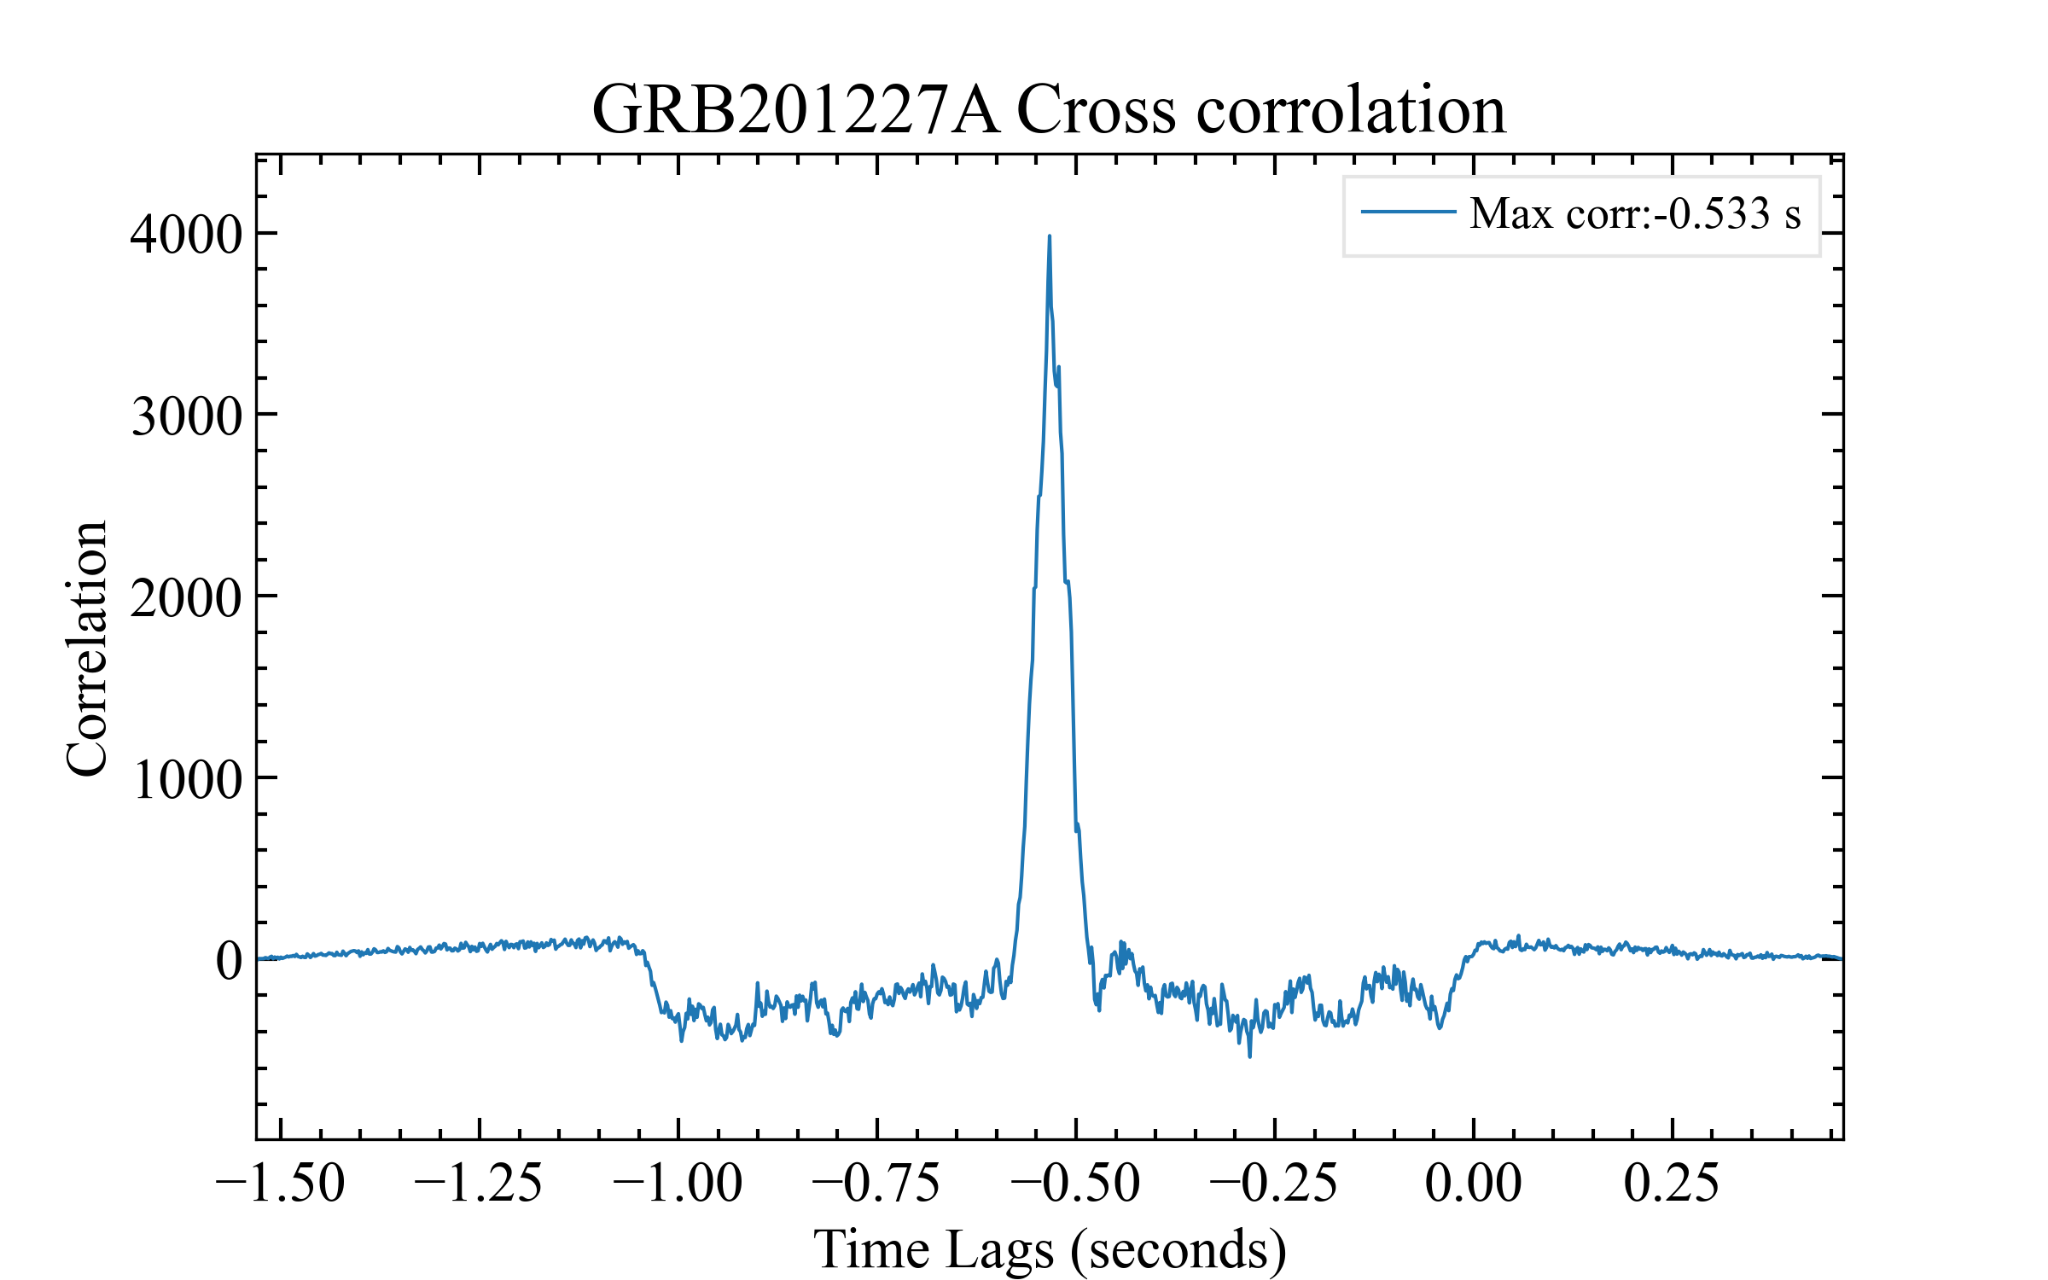 GRB201227A Cross corrolation
Max corr:-0.533 s
4000
3000
2000
1000
0
Correlation
−1.50 −1.25 −1.00 −0.75 −0.50 −0.25 0.00 0.25
Time Lags (seconds)